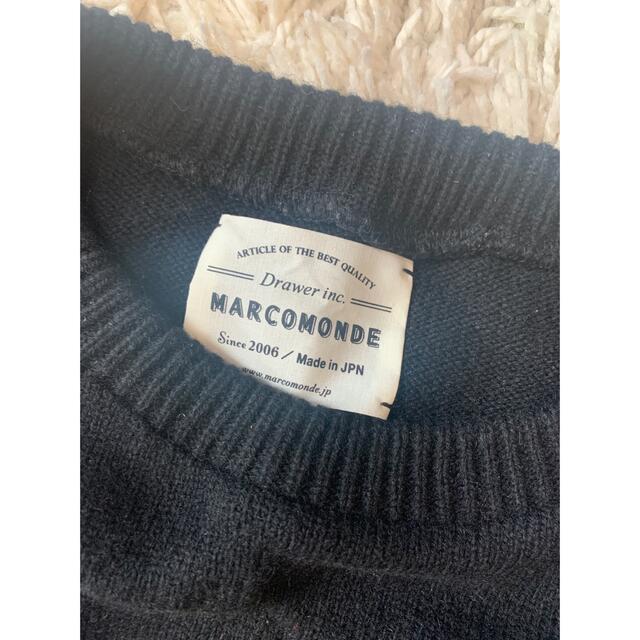 ARTICLE OF THE BEST QUALITY
Drawer inc.
MARCOMONDE
Since 2006 / Made in JPN
www.marcomonde.jp